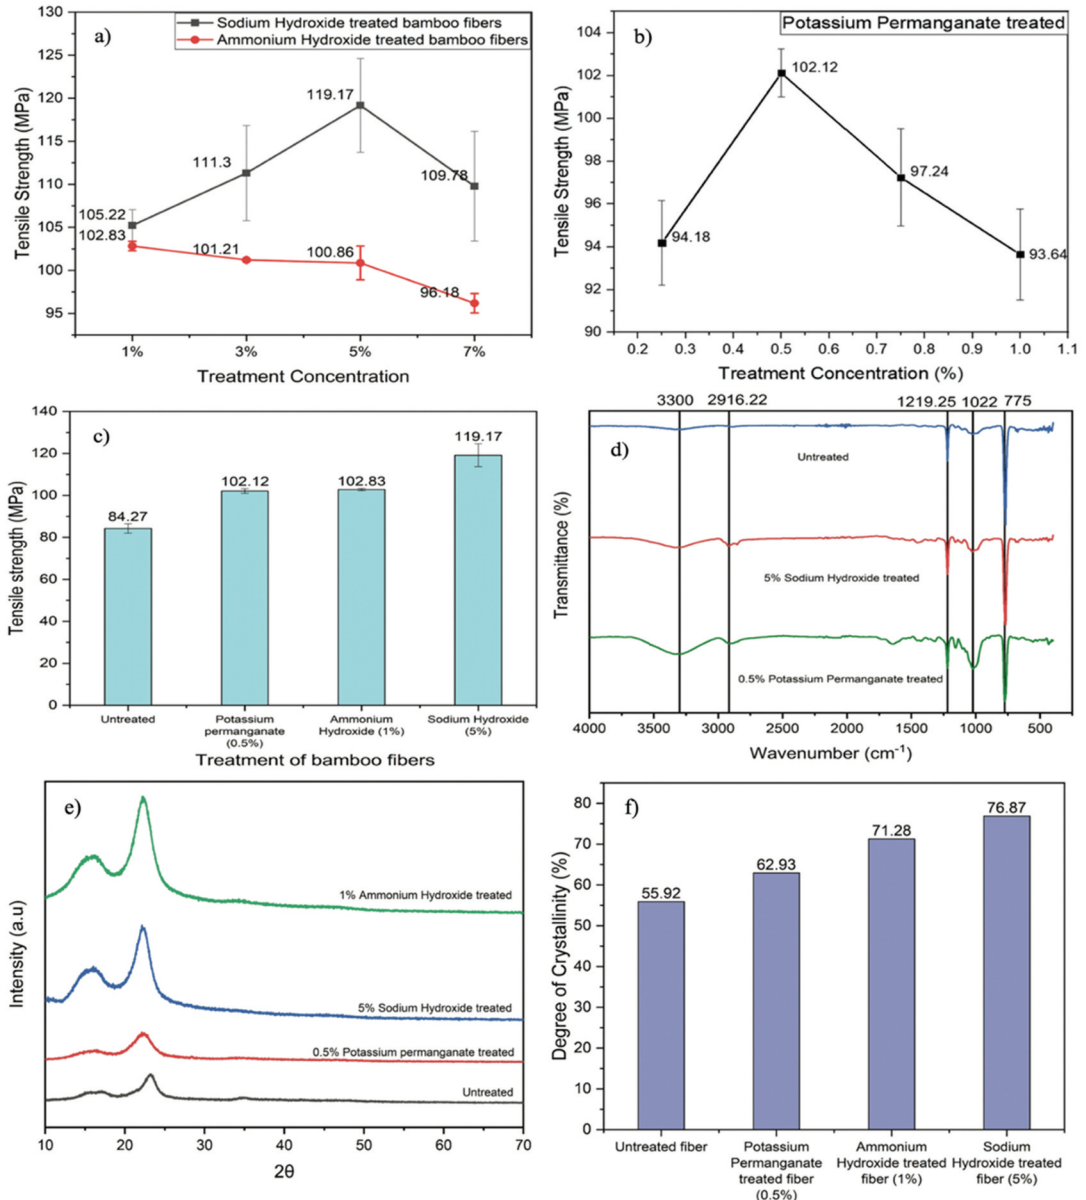 a)
Sodium Hydroxide treated bamboo fibers
Ammonium Hydroxide treated bamboo fibers
130
125
120
115
110
105
100
95
Tensile Strength (MPa)
105.22
102.83
111.3
101.21
119.17
100.86
109.78
96.18
1%
3%
5%
7%
Treatment Concentration
b)
Potassium Permanganate treated
104
102
100
98
96
94
92
90
Tensile Strength (MPa)
94.18
102.12
97.24
93.64
0.2
0.3
0.4
0.5
0.6
0.7
0.8
0.9
1.0
1.1
Treatment Concentration (%)
c)
140
120
100
80
60
40
20
0
Tensile strength (MPa)
84.27
102.12
102.83
119.17
Untreated
Potassium
permanganate
(0.5%)
Ammonium
Hydroxide (1%)
Sodium Hydroxide
(5%)
Treatment of bamboo fibers
3300
2916.22
1219.25
1022
775
d)
Untreated
5% Sodium Hydroxide treated
0.5% Potassium Permanganate treated
Transmittance (%)
4000
3500
3000
2500
2000
1500
1000
500
Wavenumber (cm⁻¹)
e)
1% Ammonium Hydroxide treated
5% Sodium Hydroxide treated
0.5% Potassium permanganate treated
Untreated
Intensity (a.u)
10
20
30
40
50
60
70
2θ
f)
80
70
60
50
40
30
20
10
0
Degree of Crystallinity (%)
55.92
62.93
71.28
76.87
Untreated fiber
Potassium
Permanganate
treated fiber
(0.5%)
Ammonium
Hydroxide treated
fiber (1%)
Sodium
Hydroxide treated
fiber (5%)